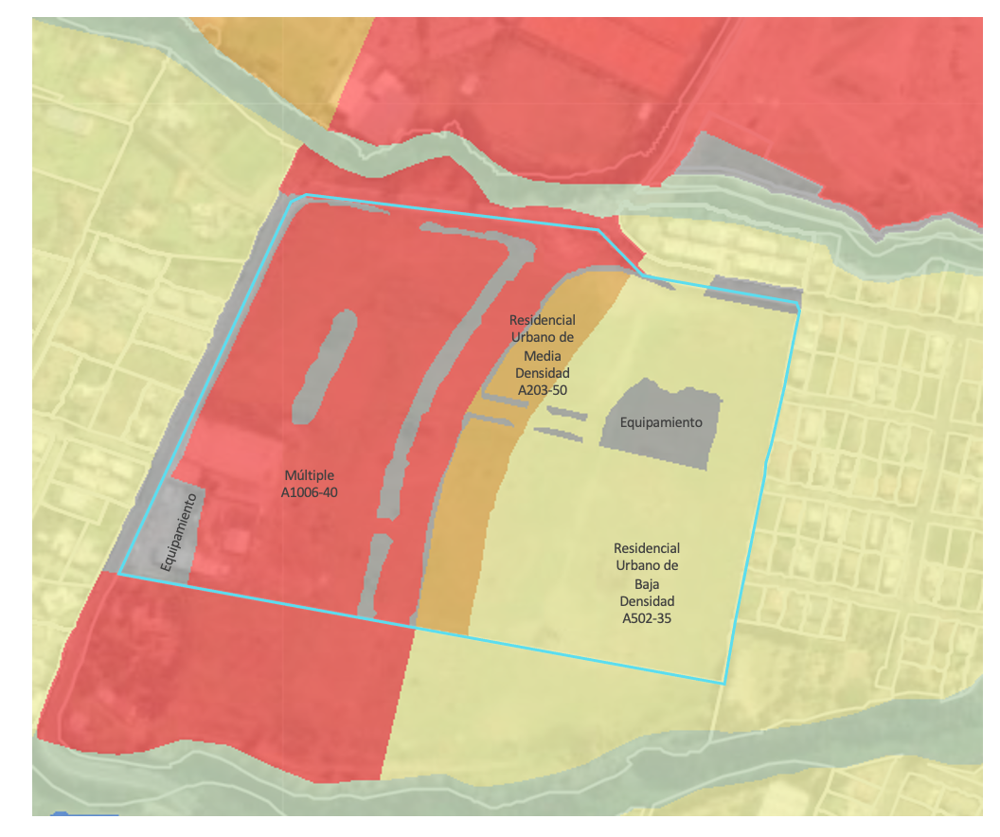 Residencial
Urbano de
Media
Densidad
A203-50
Equipamiento
Múltiple
A1006-40
Equipamiento
Residencial
Urbano de
Baja
Densidad
A502-35